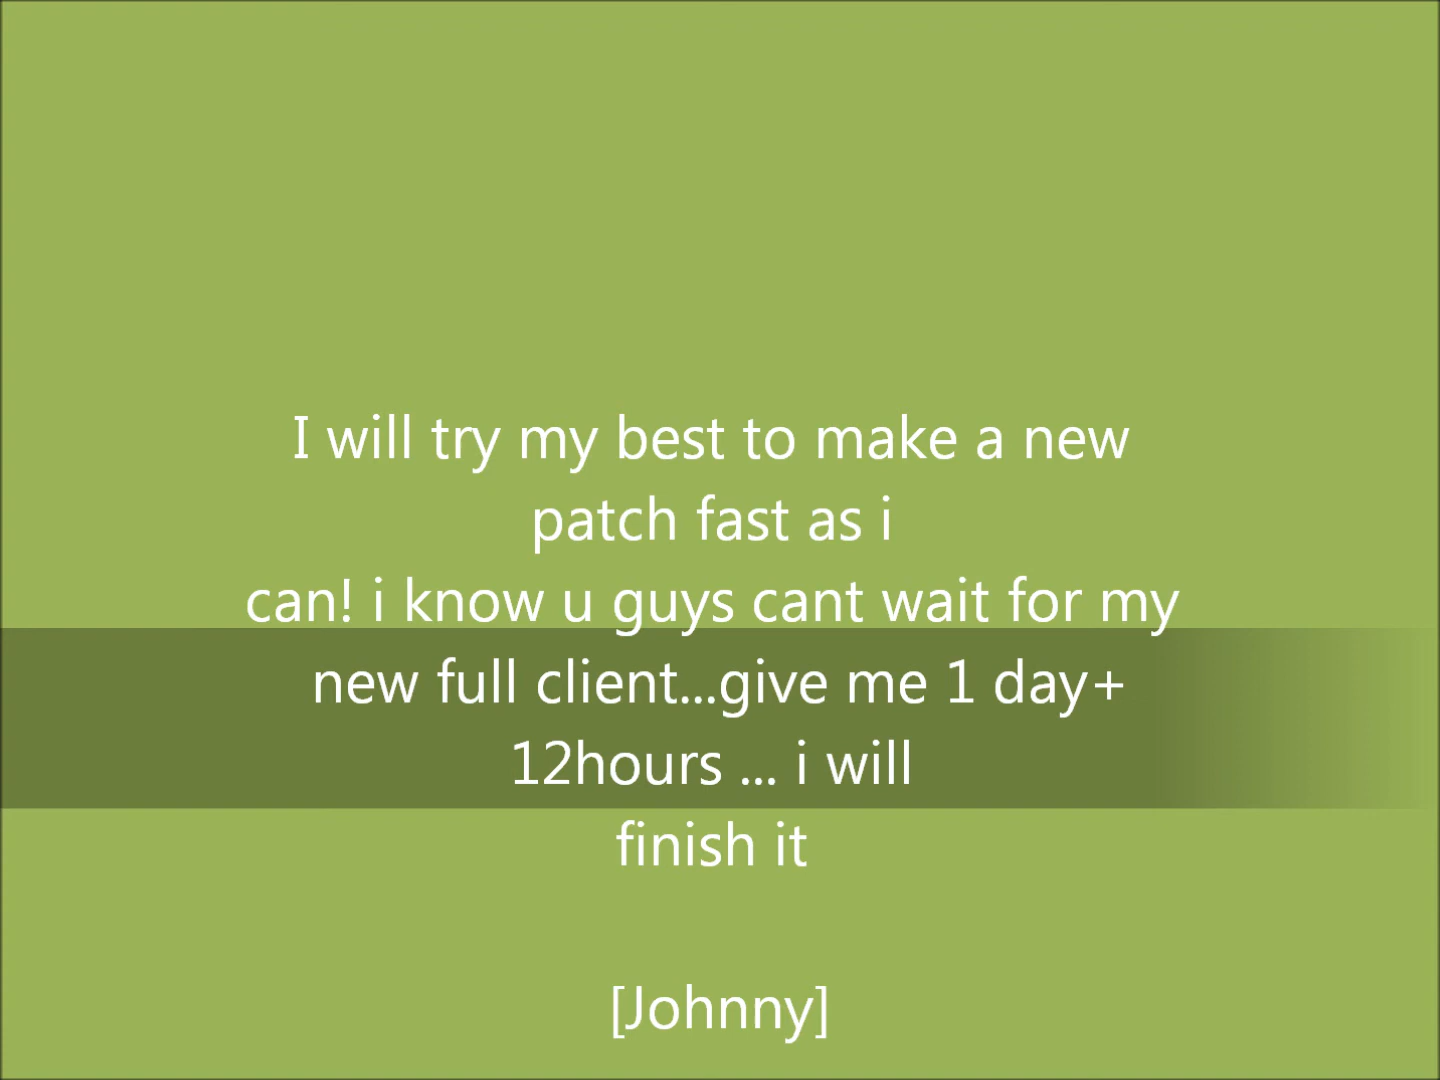 I will try my best to make a new
patch fast as i
can! i know u guys cant wait for my
new full client...give me 1 day+
12hours ... i will
finish it
[Johnny]